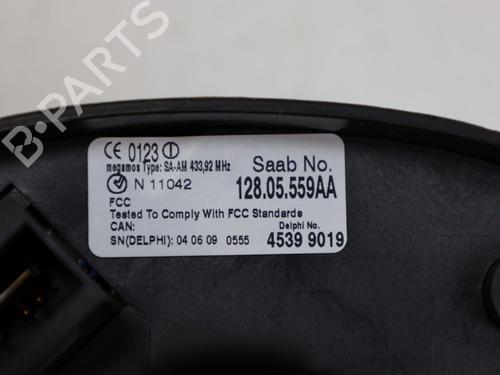 B-PARTS
CE 0123
megamos Type: SA-AM 433,92 MHz
Saab No.
N 11042
128.05.559AA
FCC
Tested To Comply With FCC Standards
CAN:
Delphi No.
SN(DELPHI): 04 06 09 0555
4539 9019